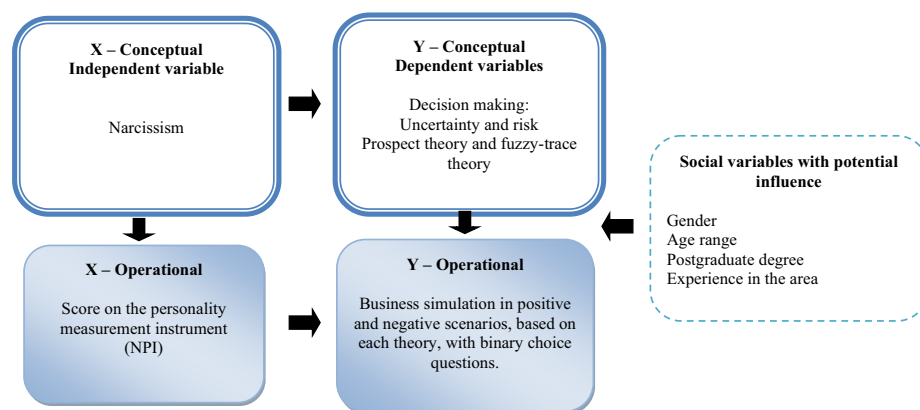 X – Conceptual
Independent variable
Narcissism
Y – Conceptual
Dependent variables
Decision making:
Uncertainty and risk
Prospect theory and fuzzy-trace
theory
Social variables with potential
influence
Gender
Age range
Postgraduate degree
Experience in the area
X – Operational
Score on the personality
measurement instrument
(NPI)
Y – Operational
Business simulation in positive
and negative scenarios, based on
each theory, with binary choice
questions.